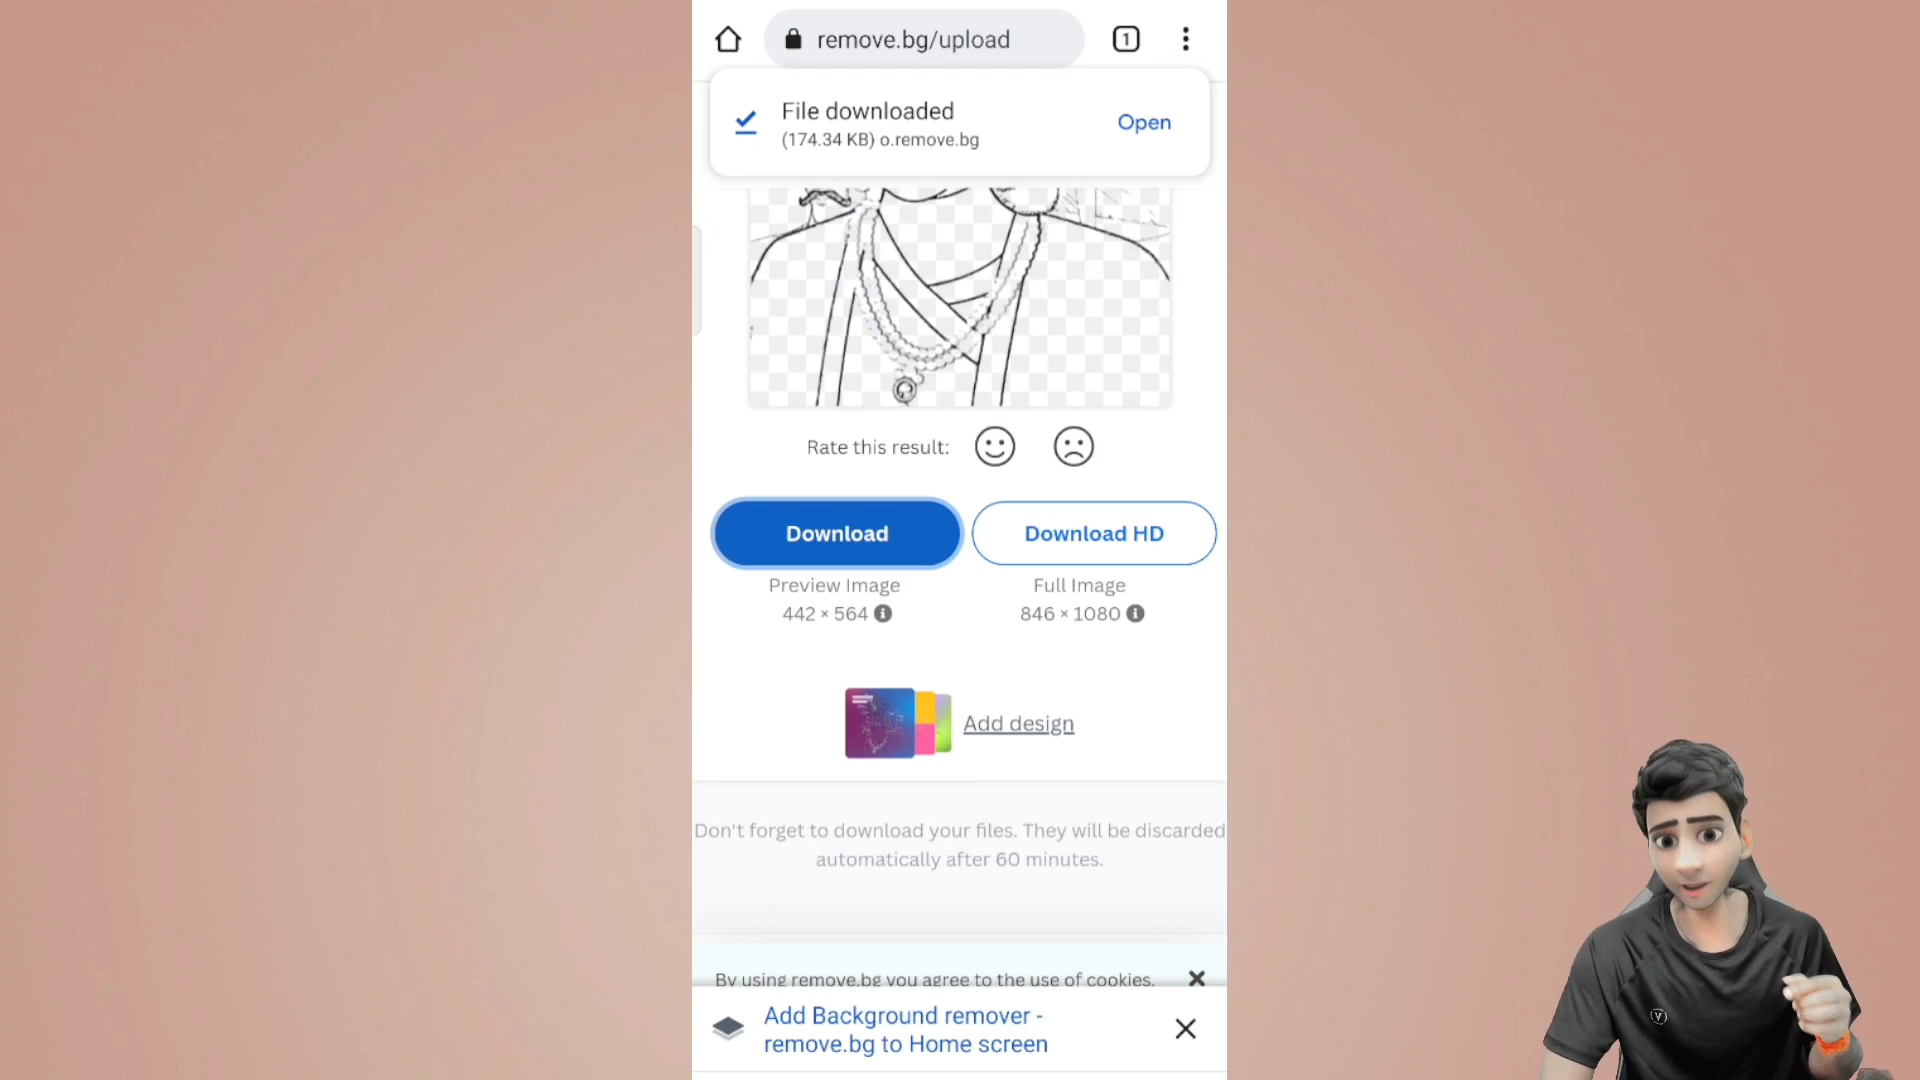 remove.bg/upload
1
File downloaded
(174.34 KB) o.remove.bg
Open
Rate this result:
Download
Download HD
Preview Image
Full Image
442 × 564
846 × 1080
Add design
Don't forget to download your files. They will be discarded
automatically after 60 minutes.
By using remove.bg you agree to the use of cookies.
Add Background remover -
remove.bg to Home screen